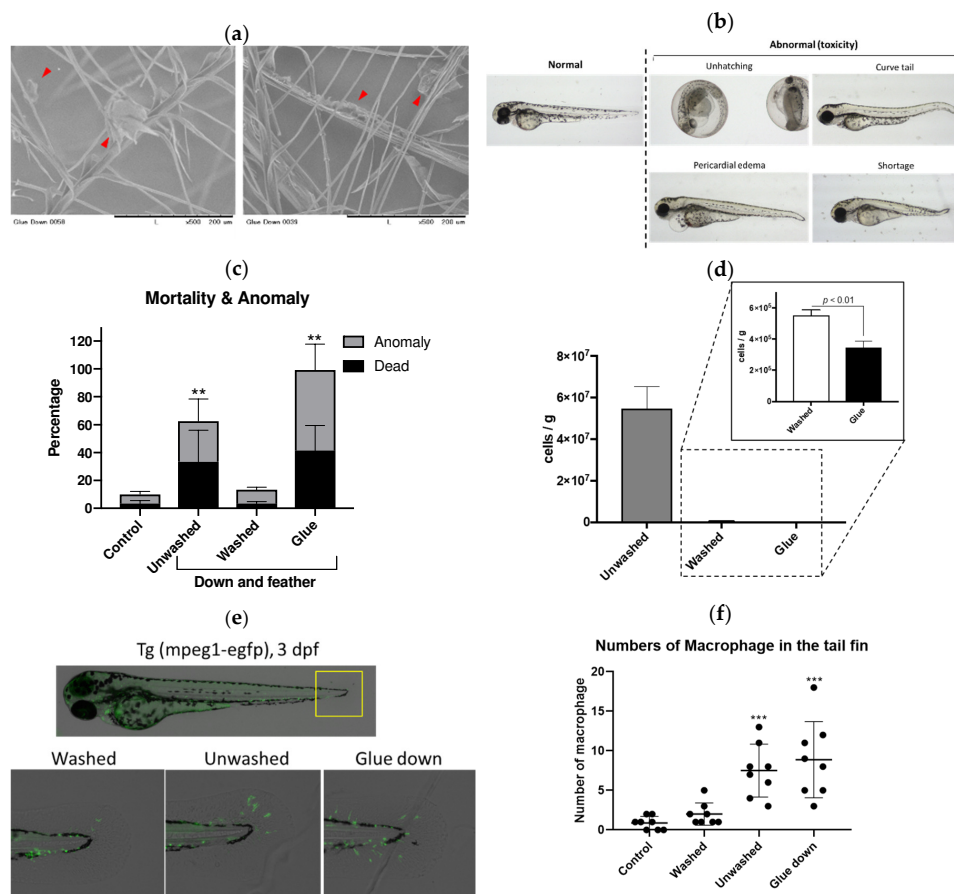 (a)
Glue Down 0058 L x500 200 um
Glue Down 0039 L x500 200 um
(b)
Abnormal (toxicity)
Normal
Unhatching
Curve tail
Pericardial edema
Shortage
(c)
Mortality & Anomaly
Percentage
120
100
80
60
40
20
0
**
**
Anomaly
Dead
Control
Unwashed
Washed
Glue
Down and feather
(d)
cells / g
8×10⁷
6×10⁷
4×10⁷
2×10⁷
0
Unwashed
Washed
Glue
cells / g
6×10⁵
4×10⁵
2×10⁵
0
p < 0.01
Washed
Glue
(e)
Tg (mpeg1-egfp), 3 dpf
Washed
Unwashed
Glue down
(f)
Numbers of Macrophage in the tail fin
Number of macrophage
20
15
10
5
0
***
***
Control
Washed
Unwashed
Glue down